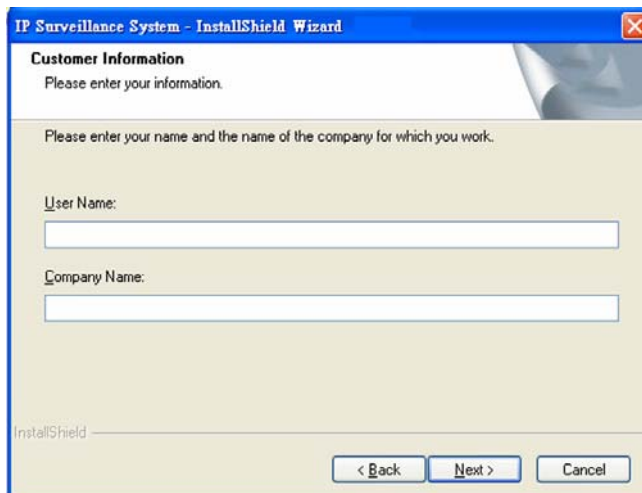 IP Surveillance System - InstallShield Wizard
Customer Information
Please enter your information.
Please enter your name and the name of the company for which you work.
User Name:
Company Name:
InstallShield
< Back
Next >
Cancel